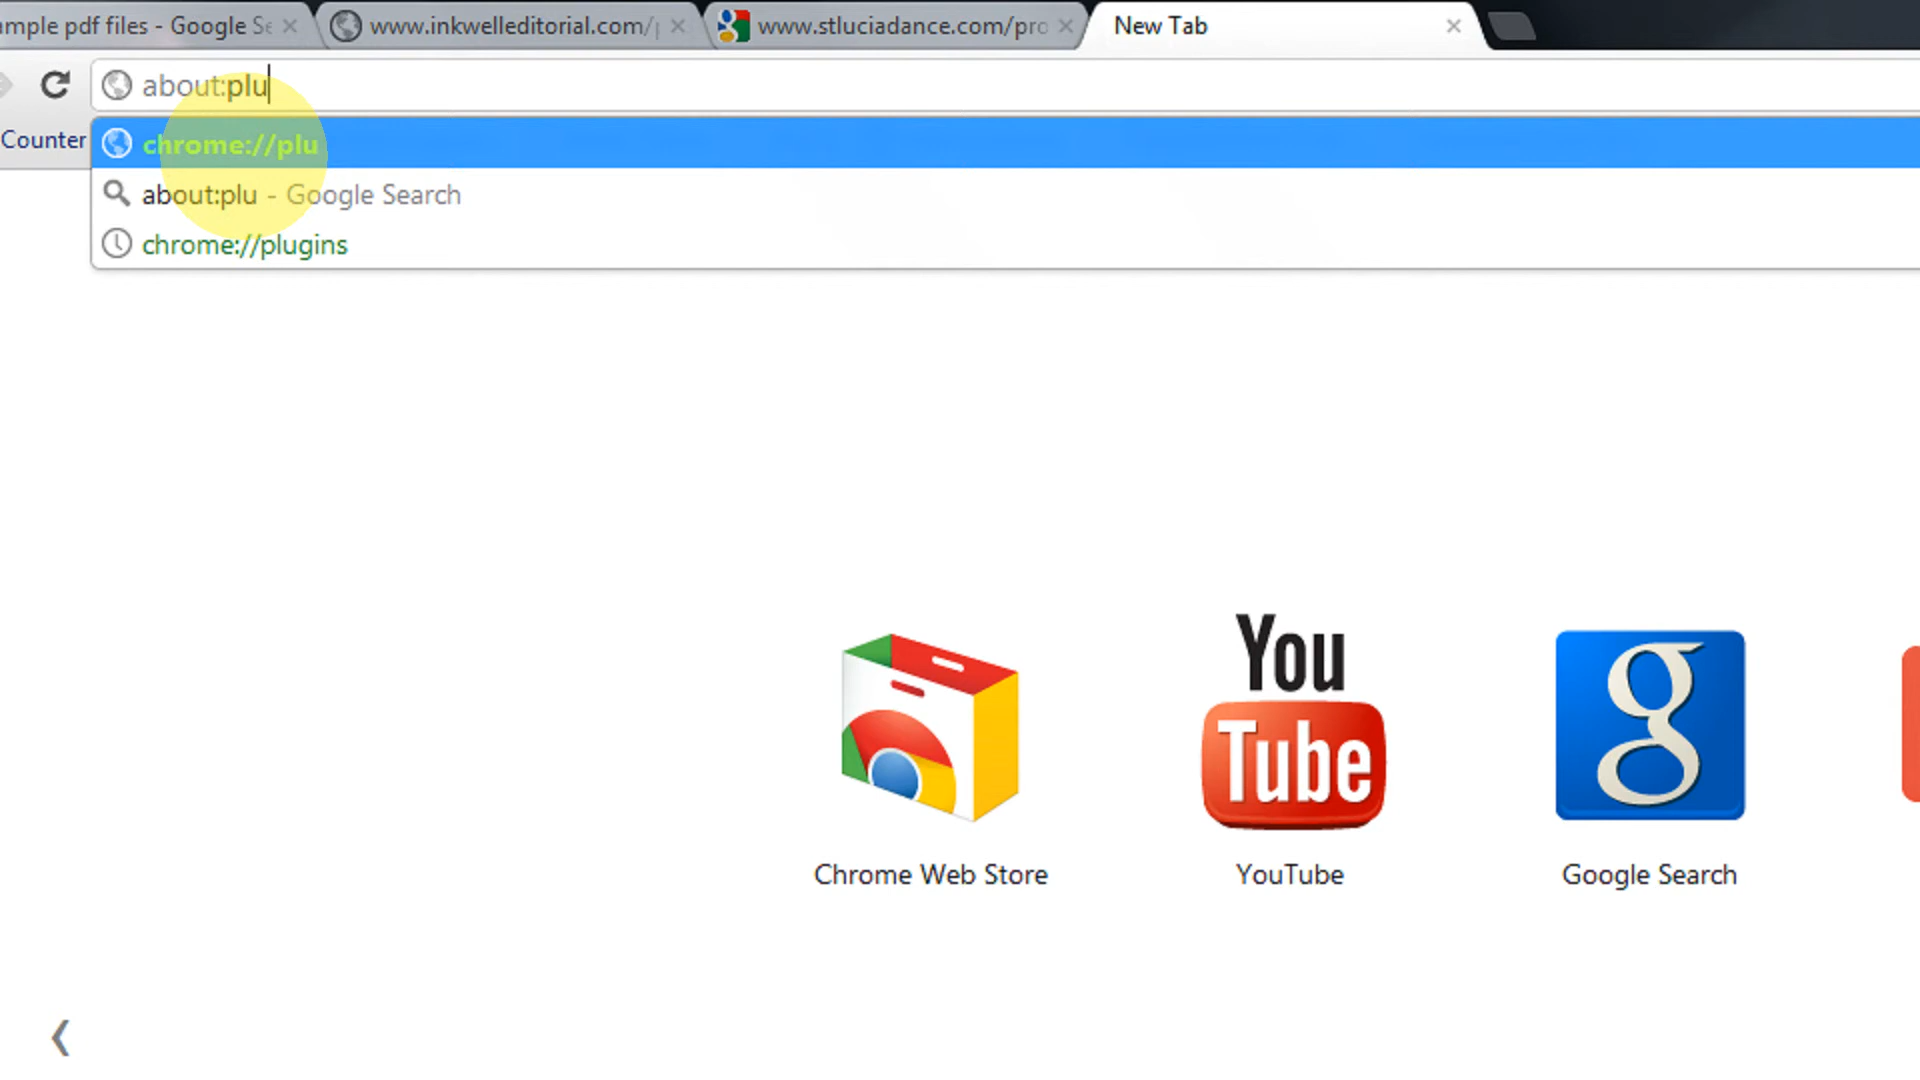 mple pdf files - Google Se
www.inkwelleditorial.com/
www.stluciadance.com/pro
New Tab
about:plu
Counter
chrome://plu
about:plu - Google Search
chrome://plugins
You
Tube
g
Chrome Web Store
YouTube
Google Search